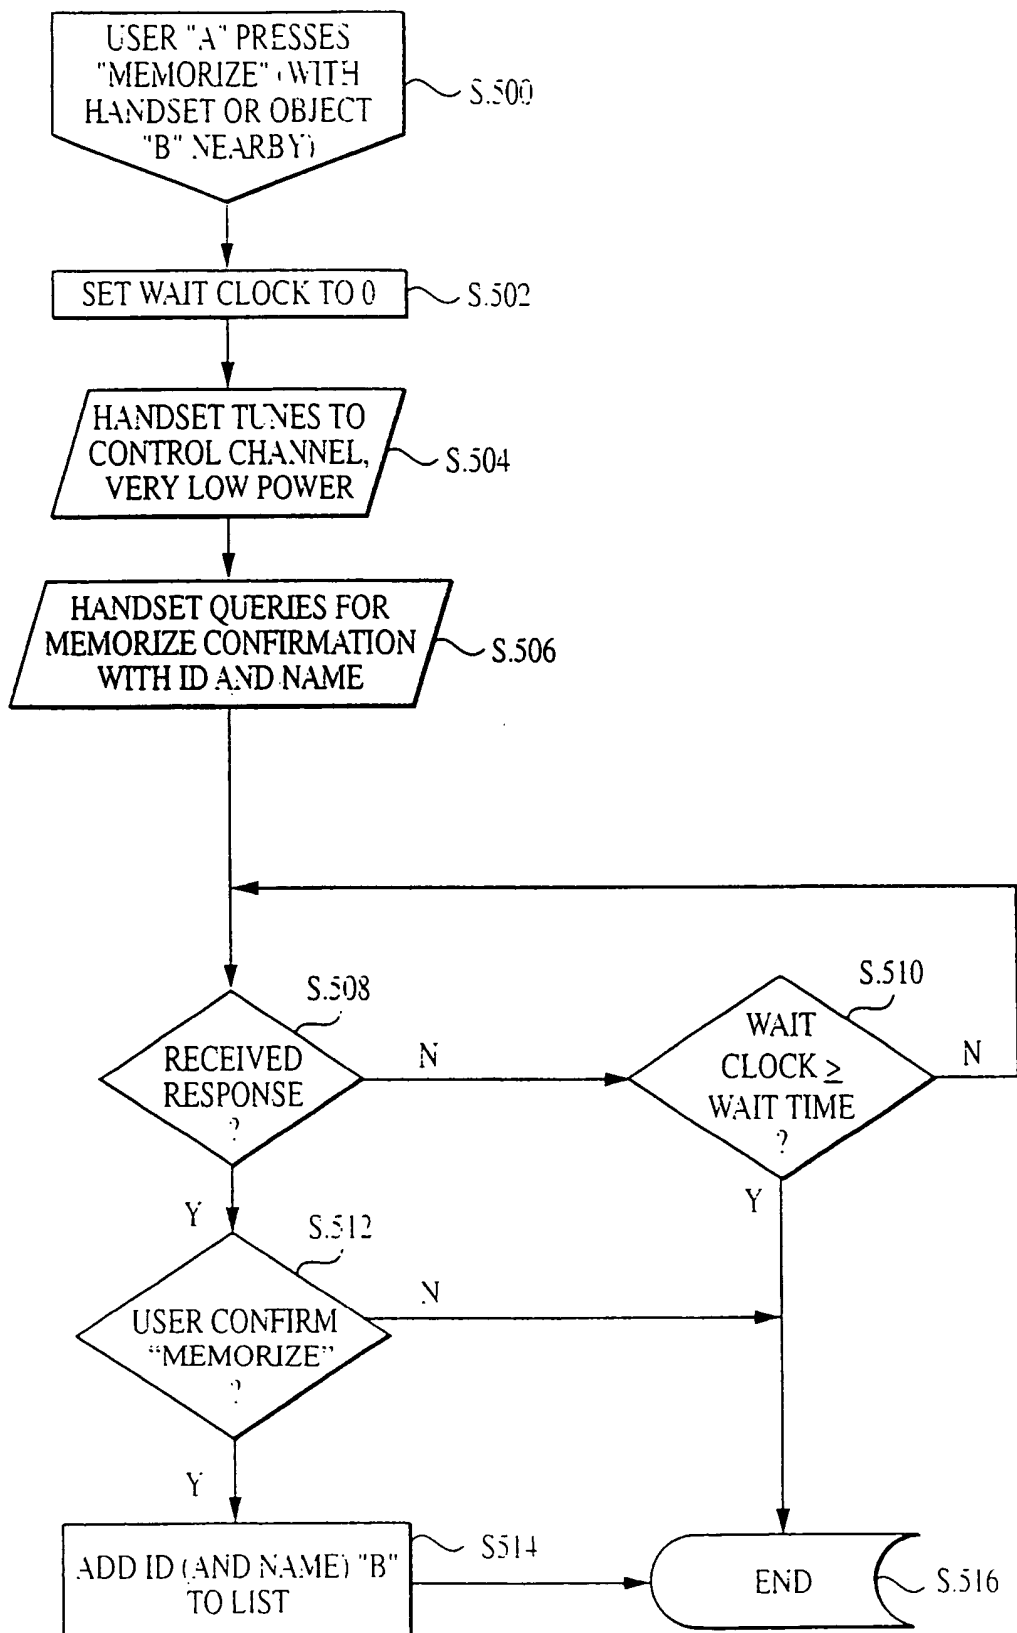 USER "A" PRESSES
"MEMORIZE" (WITH
HANDSET OR OBJECT
"B" NEARBY)
S.500
SET WAIT CLOCK TO 0
S.502
HANDSET TUNES TO
CONTROL CHANNEL,
VERY LOW POWER
S.504
HANDSET QUERIES FOR
MEMORIZE CONFIRMATION
WITH ID AND NAME
S.506
S.508
RECEIVED
RESPONSE
?
N
S.510
WAIT
CLOCK ≥
WAIT TIME
?
N
Y
Y
S.512
USER CONFIRM
“MEMORIZE”
?
N
Y
ADD ID (AND NAME) "B"
TO LIST
S514
END
S.516